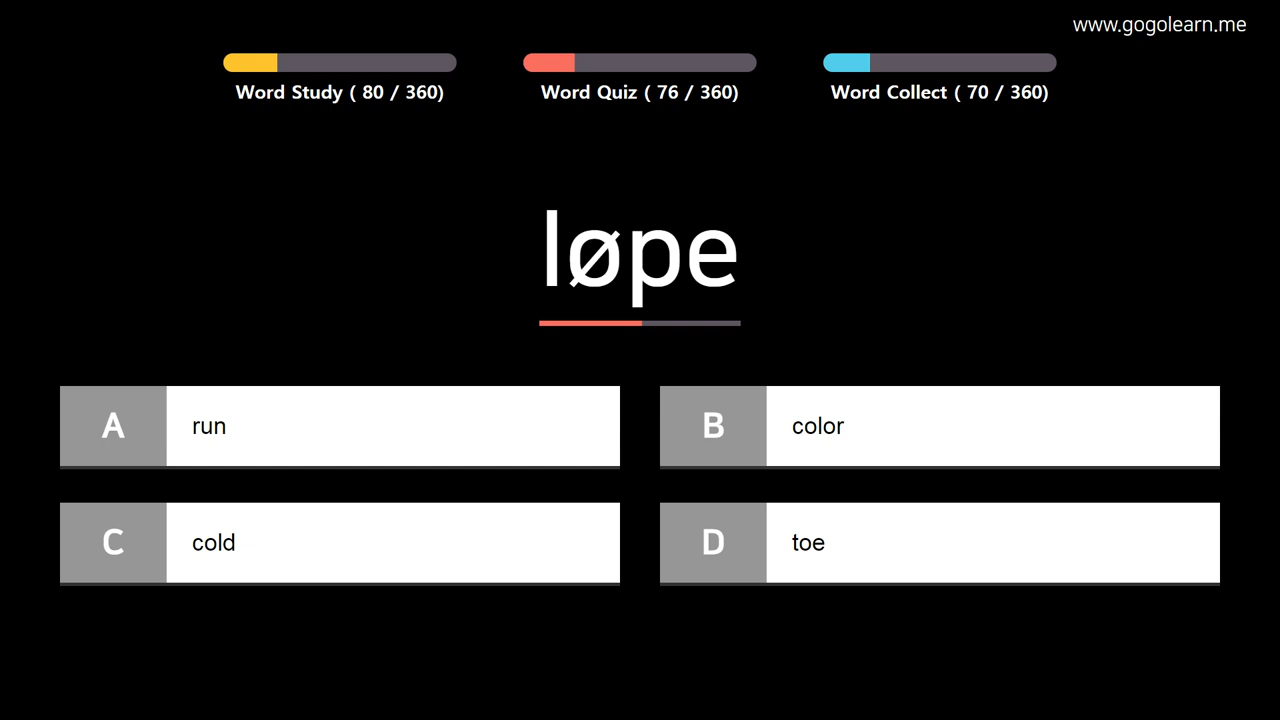 www.gogolearn.me
Word Study ( 80 / 360)
Word Quiz ( 76 / 360)
Word Collect ( 70 / 360)
løpe
A run
B color
C cold
D toe